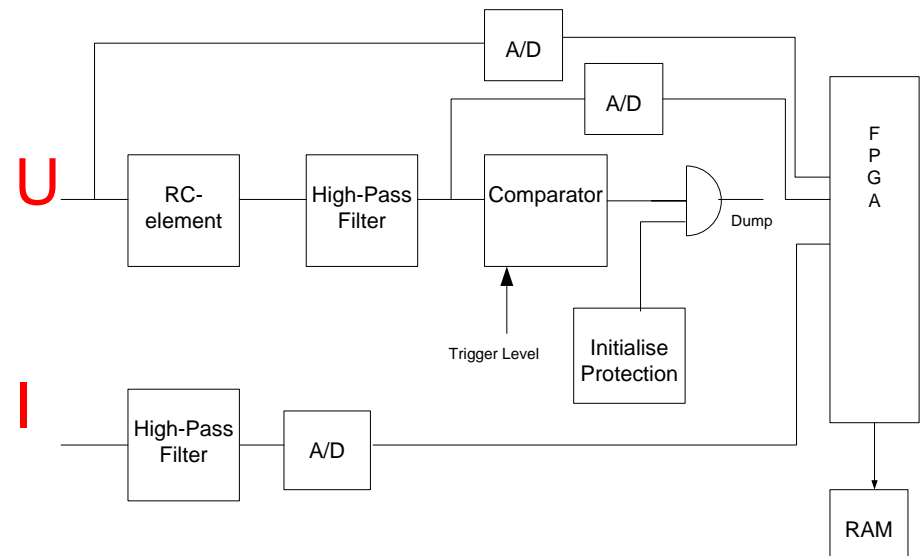 A/D
A/D
F
P
G
A
U
RC-
element
High-Pass
Filter
Comparator
Dump
Trigger Level
Initialise
Protection
I
High-Pass
Filter
A/D
RAM